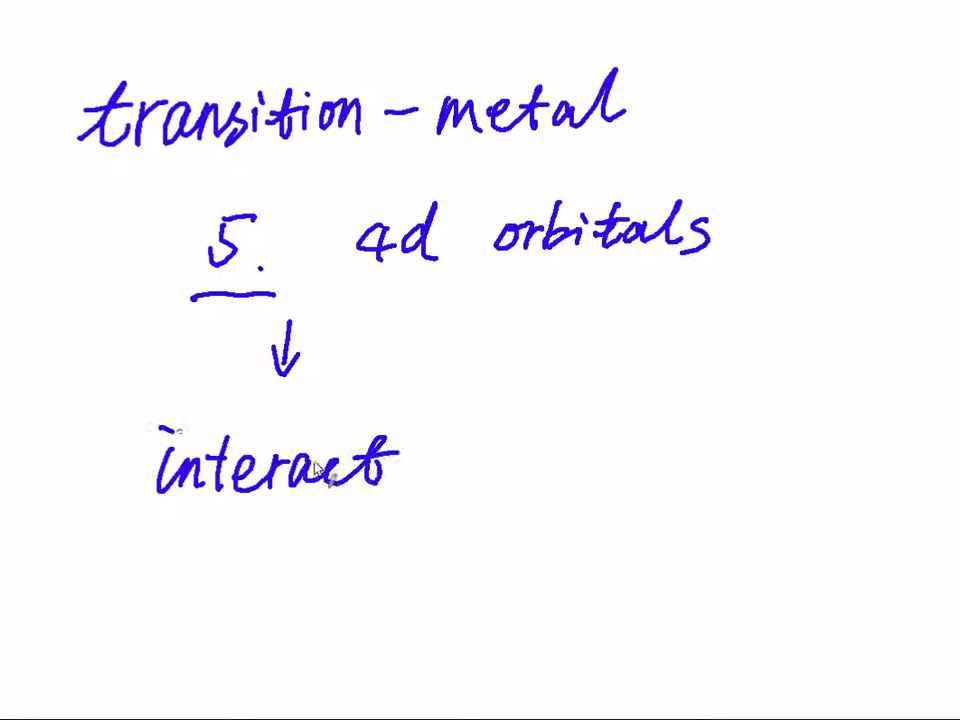 transition-metal
5. 4d orbitals
interact